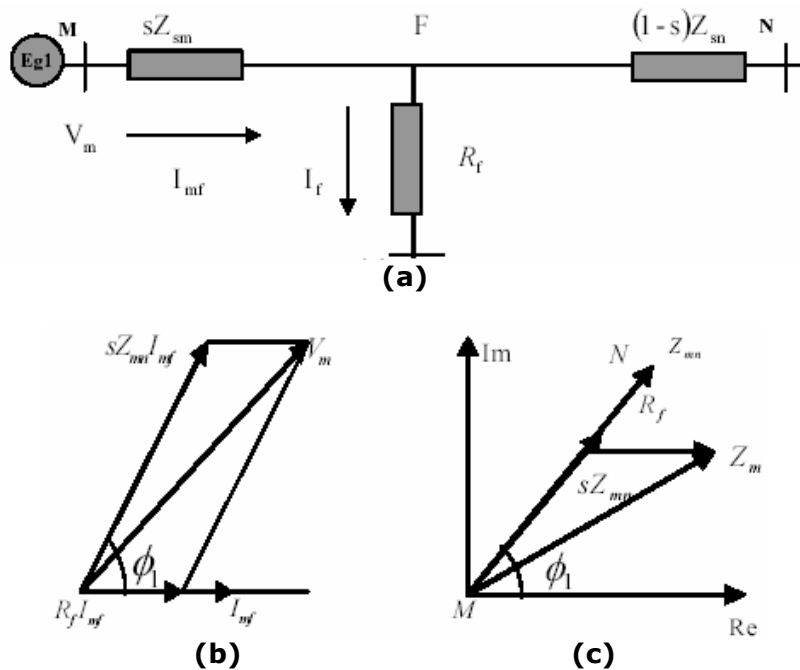 M
sZ_sm
F
(1 - s)Z_sn
N
Eg1
V_m
I_mf
I_f
R_f
(a)
sZ_mn I_mf
V_m
ϕ_1
R_f I_mf
I_mf
(b)
Im
N
Z_mn
R_f
Z_m
sZ_mn
ϕ_1
M
Re
(c)